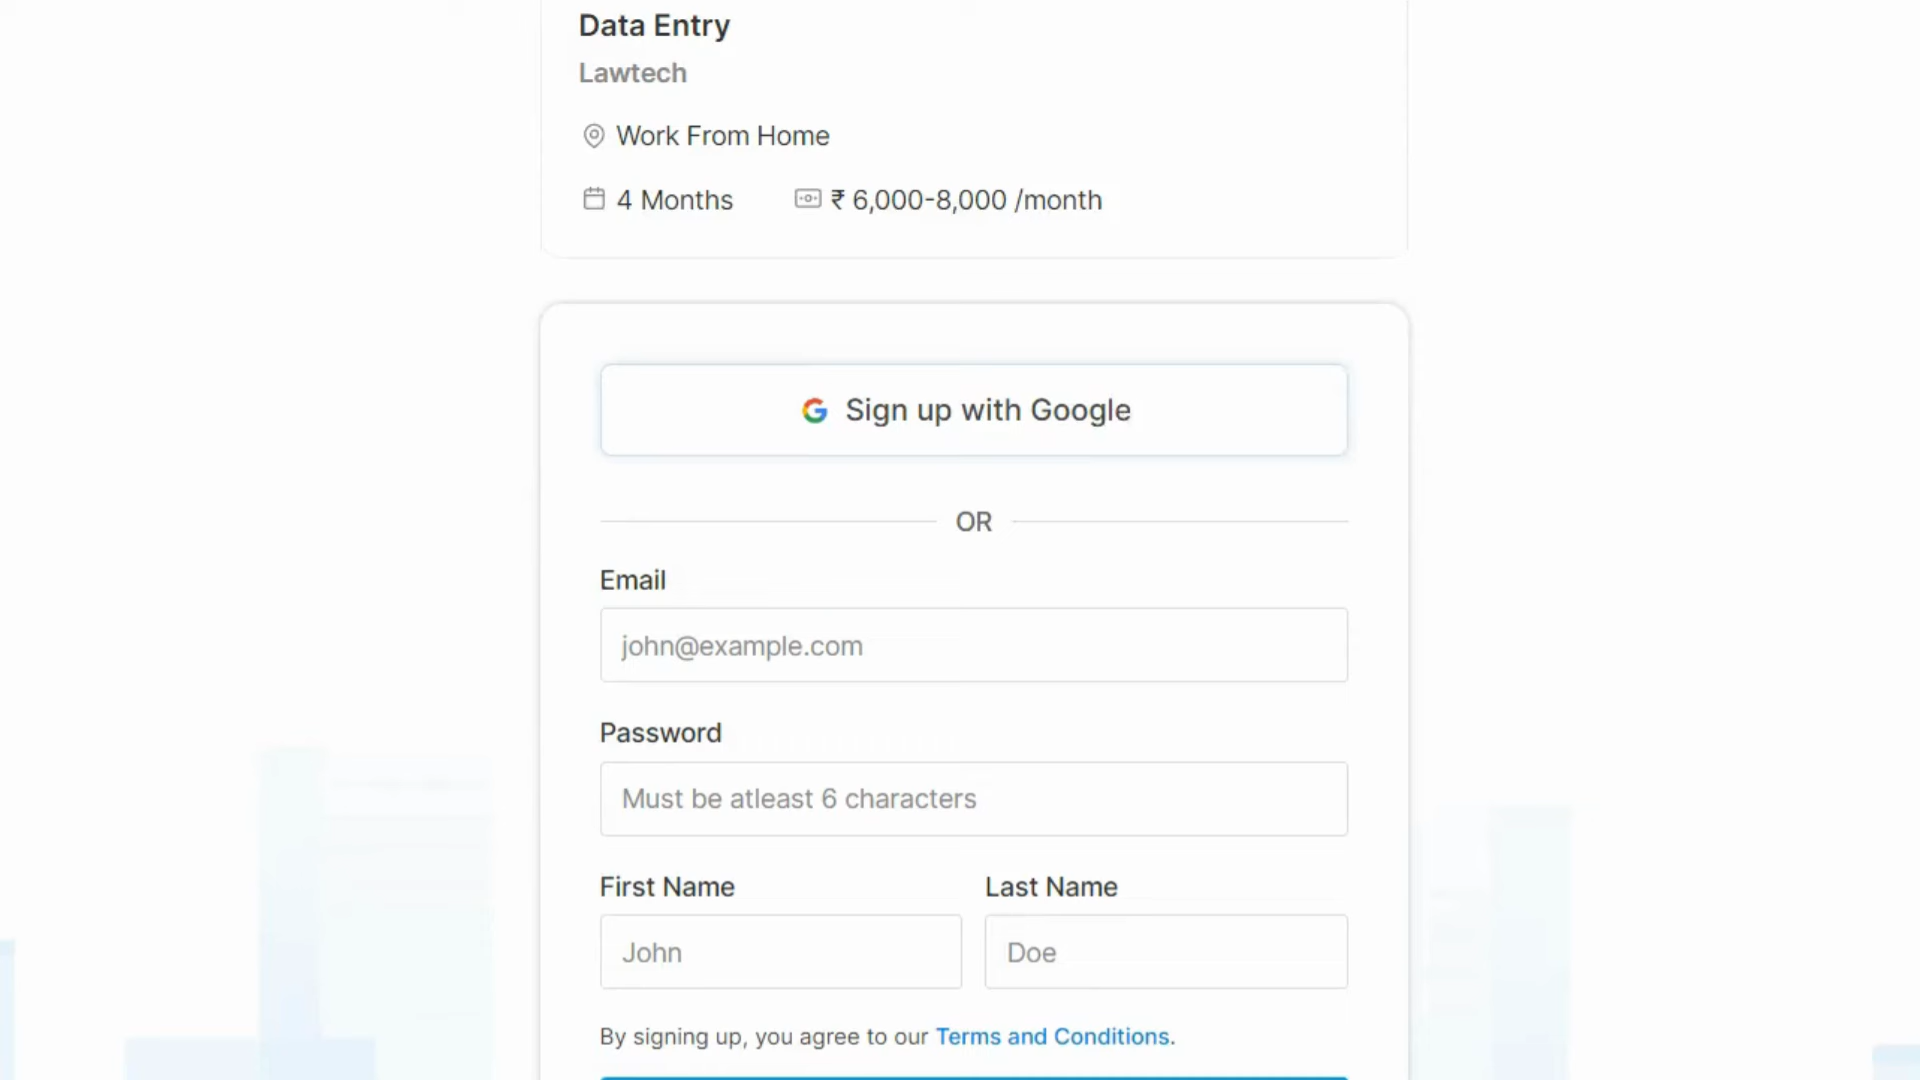 Data Entry
Lawtech
Work From Home
4 Months ₹ 6,000-8,000 /month
Sign up with Google
OR
Email
john@example.com
Password
Must be atleast 6 characters
First Name Last Name
John Doe
By signing up, you agree to our Terms and Conditions.